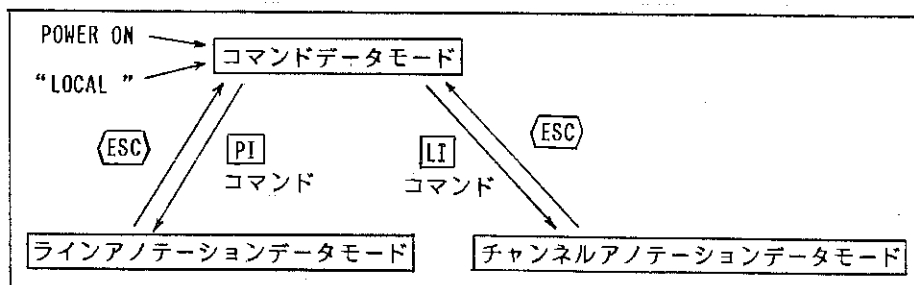 POWER ON
コマンドデータモード
“LOCAL ”
ESC
PI
コマンド
LI
コマンド
ESC
ラインアノテーションデータモード
チャンネルアノテーションデータモード